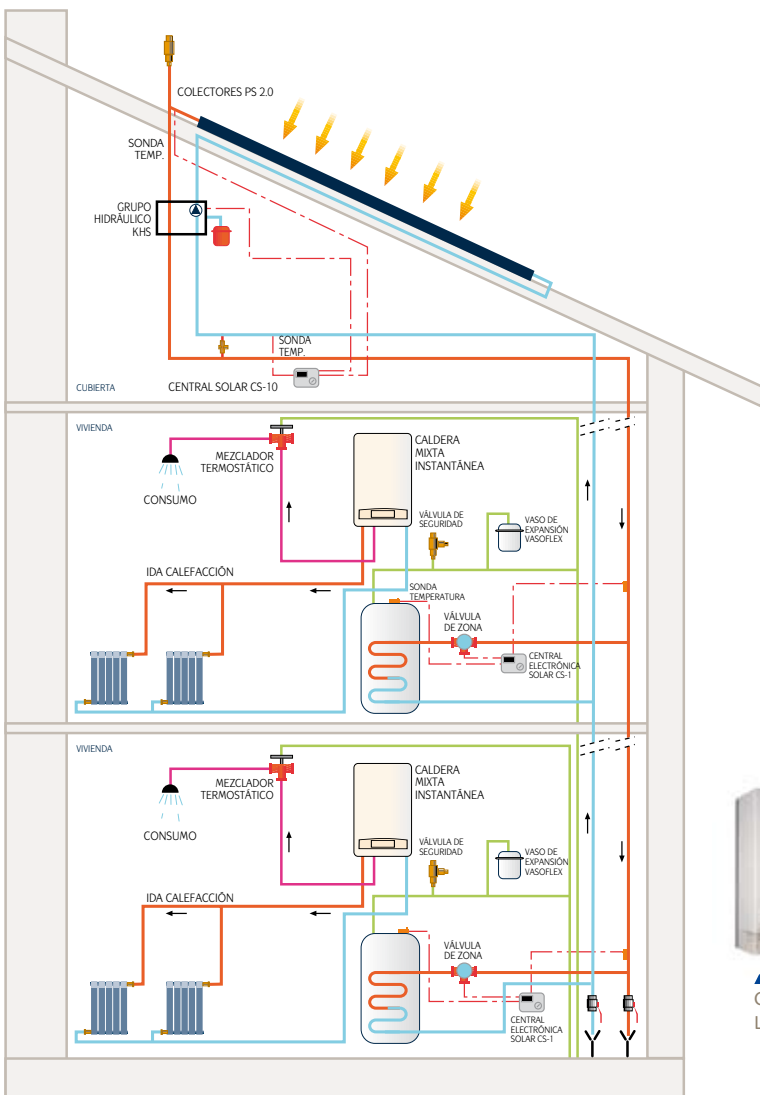 COLECTORES PS 2.0
SONDA
TEMP.
GRUPO
HIDRÁULICO
KHS
SONDA
TEMP.
CUBIERTA
CENTRAL SOLAR CS-10
VIVIENDA
MEZCLADOR
TERMOSTÁTICO
CALDERA
MIXTA
INSTANTÁNEA
CONSUMO
VÁLVULA DE
SEGURIDAD
VASO DE
EXPANSIÓN
VASOFLEX
IDA CALEFACCIÓN
SONDA
TEMPERATURA
VÁLVULA
DE ZONA
CENTRAL
ELECTRÓNICA
SOLAR CS-1
VIVIENDA
MEZCLADOR
TERMOSTÁTICO
CALDERA
MIXTA
INSTANTÁNEA
CONSUMO
VÁLVULA DE
SEGURIDAD
VASO DE
EXPANSIÓN
VASOFLEX
IDA CALEFACCIÓN
VÁLVULA
DE ZONA
CENTRAL
ELECTRÓNICA
SOLAR CS-1